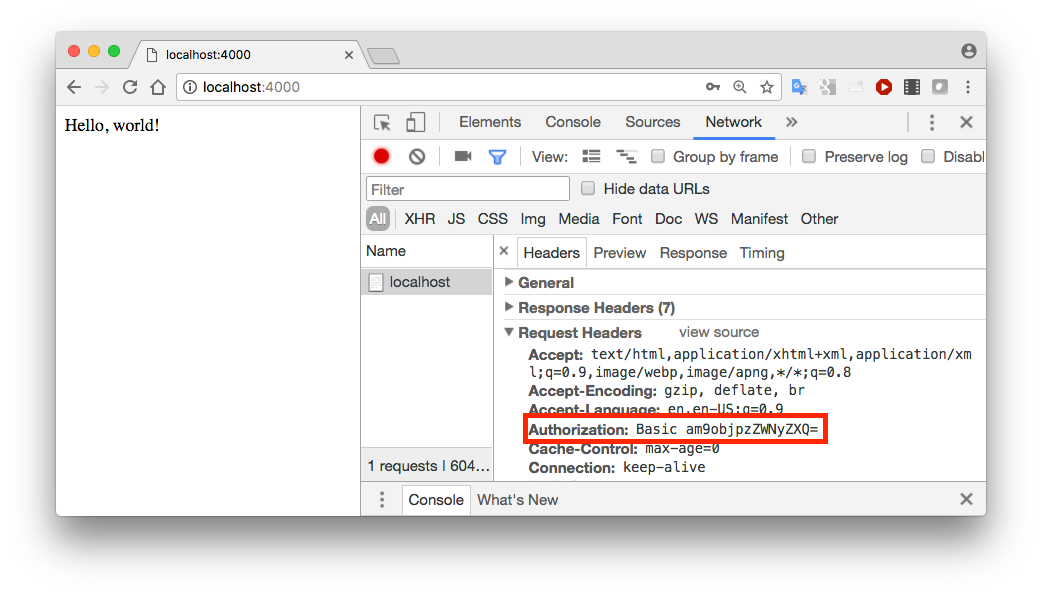 localhost:4000
localhost:4000
Hello, world!
Elements Console Sources Network
View: Group by frame Preserve log Disabl
Filter Hide data URLs
All XHR JS CSS Img Media Font Doc WS Manifest Other
Name
Headers Preview Response Timing
localhost
General
Response Headers (7)
Request Headers view source
Accept: text/html,application/xhtml+xml,application/xm
l;q=0.9,image/webp,image/apng,*/*;q=0.8
Accept-Encoding: gzip, deflate, br
Accept-Language: en,en-US;q=0.9
Authorization: Basic am9objpzZWNyZXQ=
Cache-Control: max-age=0
Connection: keep-alive
1 requests | 604...
Console What's New